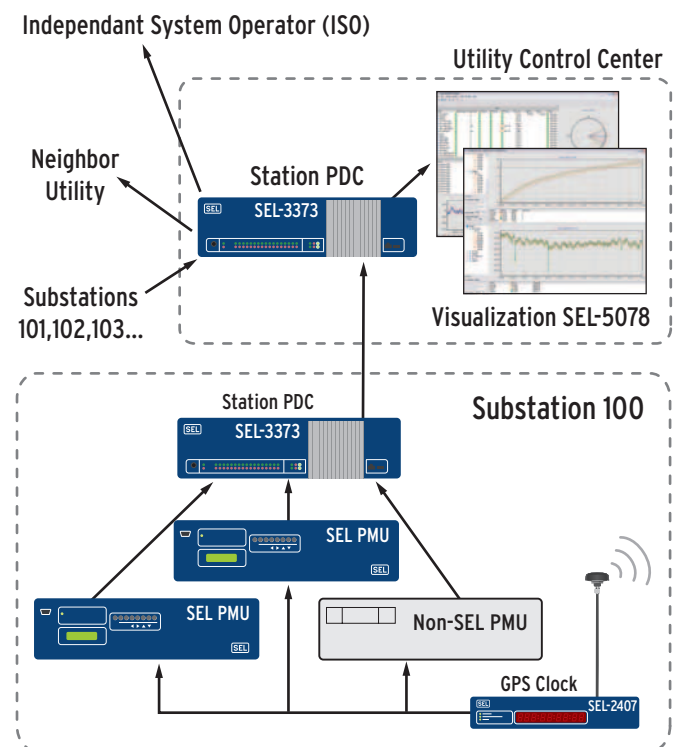 Independant System Operator (ISO)
Utility Control Center
Neighbor
Utility
Station PDC
SEL
SEL-3373
Substations
101,102,103...
Visualization SEL-5078
Substation 100
Station PDC
SEL
SEL-3373
SEL PMU
SEL
SEL PMU
SEL
Non-SEL PMU
GPS Clock
SEL
SEL-2407